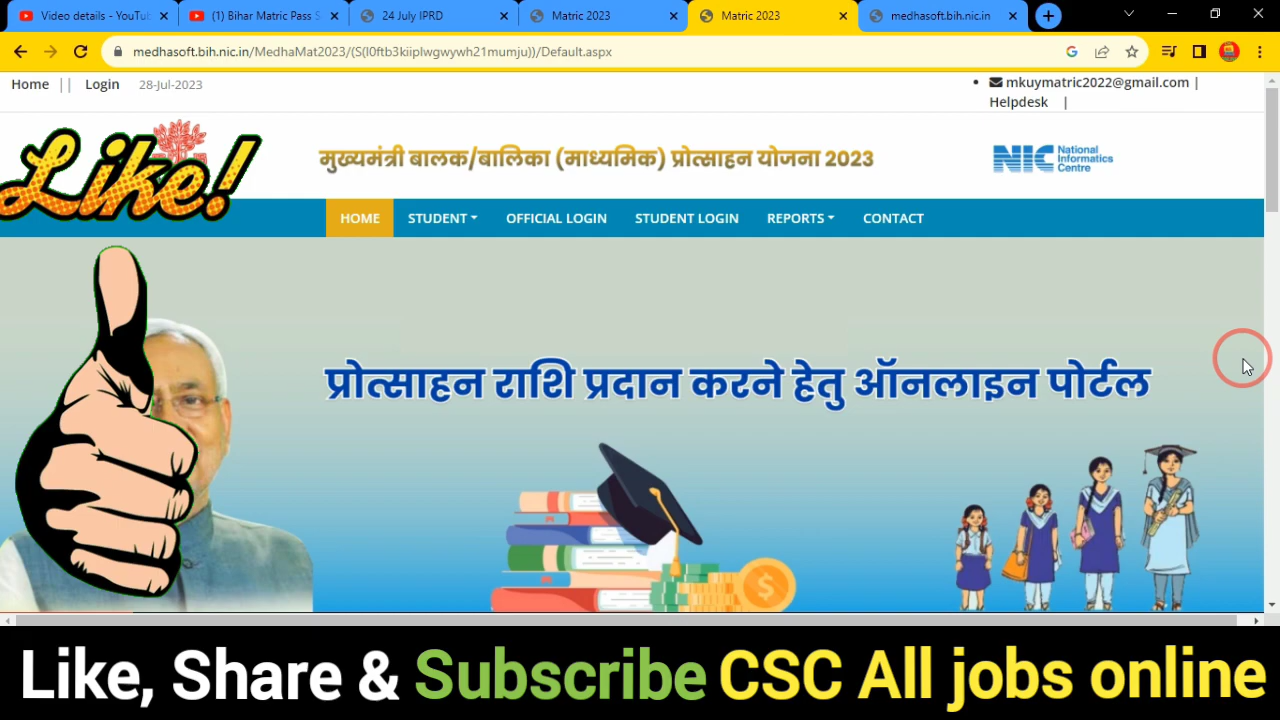 Video details - YouTu
(1) Bihar Matric Pass S
24 July IPRD
Matric 2023
Matric 2023
medhasoft.bih.nic.in
medhasoft.bih.nic.in/MedhaMat2023/(S(l0ftb3kiiplwgwywh21mumju))/Default.aspx
Home || Login 28-Jul-2023
mkuymatric2022@gmail.com |
Helpdesk |
Like!
मुख्यमंत्री बालक/बालिका (माध्यमिक) प्रोत्साहन योजना 2023
NIC National
Informatics
Centre
HOME STUDENT OFFICIAL LOGIN STUDENT LOGIN REPORTS CONTACT
प्रोत्साहन राशि प्रदान करने हेतु ऑनलाइन पोर्टल
Like, Share & Subscribe CSC All jobs online